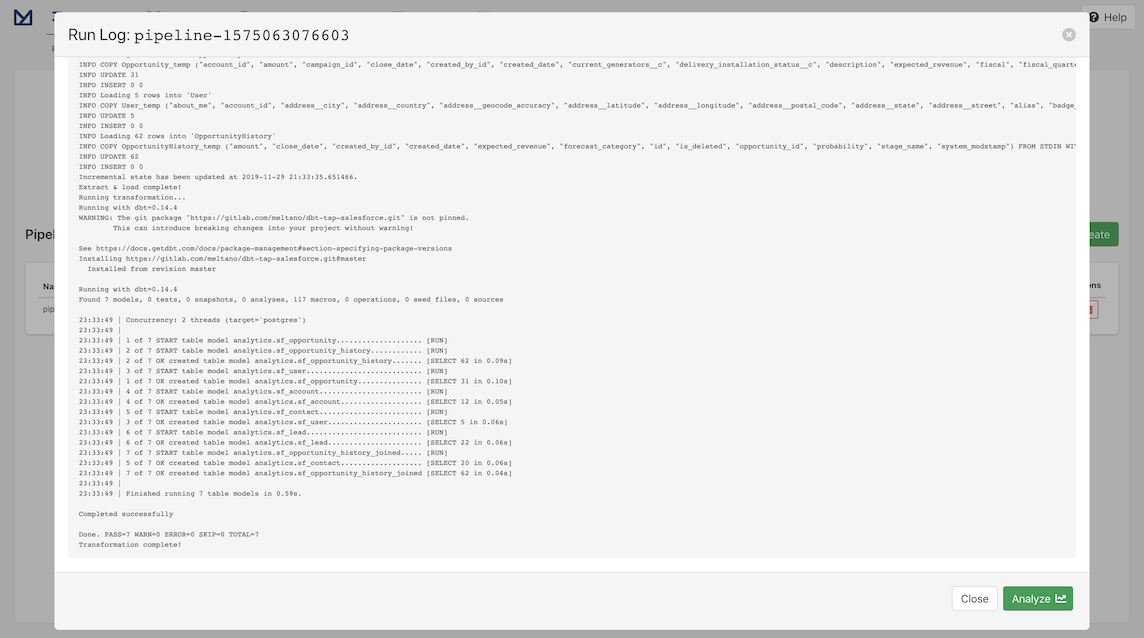 Help
Run Log: pipeline-1575063076603
INFO COPY Opportunity_temp ("account_id", "amount", "campaign_id", "close_date", "created_by_id", "created_date", "current_generators__c", "delivery_installation_status__c", "description", "expected_revenue", "fiscal", "fiscal_quarte
INFO UPDATE 31
INFO INSERT 0 0
INFO Loading 5 rows into 'User'
INFO COPY User_temp ("about_me", "account_id", "address__city", "address__country", "address__geocode_accuracy", "address__latitude", "address__longitude", "address__postal_code", "address__state", "address__street", "alias", "badge_
INFO UPDATE 5
INFO INSERT 0 0
INFO Loading 62 rows into 'OpportunityHistory'
INFO COPY OpportunityHistory_temp ("amount", "close_date", "created_by_id", "created_date", "expected_revenue", "forecast_category", "id", "is_deleted", "opportunity_id", "probability", "stage_name", "system_modstamp") FROM STDIN WIT
INFO UPDATE 62
INFO INSERT 0 0
Incremental state has been updated at 2019-11-29 21:33:35.651466.
Extract & load complete!
Running transformation...
Running with dbt=0.14.4
WARNING: The git package "https://gitlab.com/meltano/dbt-tap-salesforce.git" is not pinned.
This can introduce breaking changes into your project without warning!
See https://docs.getdbt.com/docs/package-management#section-specifying-package-versions
Installing https://gitlab.com/meltano/dbt-tap-salesforce.git@master
Installed from revision master
Running with dbt=0.14.4
Found 7 models, 0 tests, 0 snapshots, 0 analyses, 117 macros, 0 operations, 0 seed files, 0 sources
23:33:49 | Concurrency: 2 threads (target='postgres')
23:33:49 |
23:33:49 | 1 of 7 START table model analytics.sf_opportunity.................... [RUN]
23:33:49 | 2 of 7 START table model analytics.sf_opportunity_history............ [RUN]
23:33:49 | 2 of 7 OK created table model analytics.sf_opportunity_history....... [SELECT 62 in 0.09s]
23:33:49 | 3 of 7 START table model analytics.sf_user........................... [RUN]
23:33:49 | 1 of 7 OK created table model analytics.sf_opportunity............... [SELECT 31 in 0.10s]
23:33:49 | 4 of 7 START table model analytics.sf_account........................ [RUN]
23:33:49 | 4 of 7 OK created table model analytics.sf_account................... [SELECT 12 in 0.05s]
23:33:49 | 5 of 7 START table model analytics.sf_contact........................ [RUN]
23:33:49 | 3 of 7 OK created table model analytics.sf_user...................... [SELECT 5 in 0.06s]
23:33:49 | 6 of 7 START table model analytics.sf_lead........................... [RUN]
23:33:49 | 6 of 7 OK created table model analytics.sf_lead...................... [SELECT 22 in 0.06s]
23:33:49 | 7 of 7 START table model analytics.sf_opportunity_history_joined..... [RUN]
23:33:49 | 5 of 7 OK created table model analytics.sf_contact................... [SELECT 20 in 0.06s]
23:33:49 | 7 of 7 OK created table model analytics.sf_opportunity_history_joined [SELECT 62 in 0.04s]
23:33:49 |
23:33:49 | Finished running 7 table models in 0.59s.
Completed successfully
Done. PASS=7 WARN=0 ERROR=0 SKIP=0 TOTAL=7
Transformation complete!
Close
Analyze